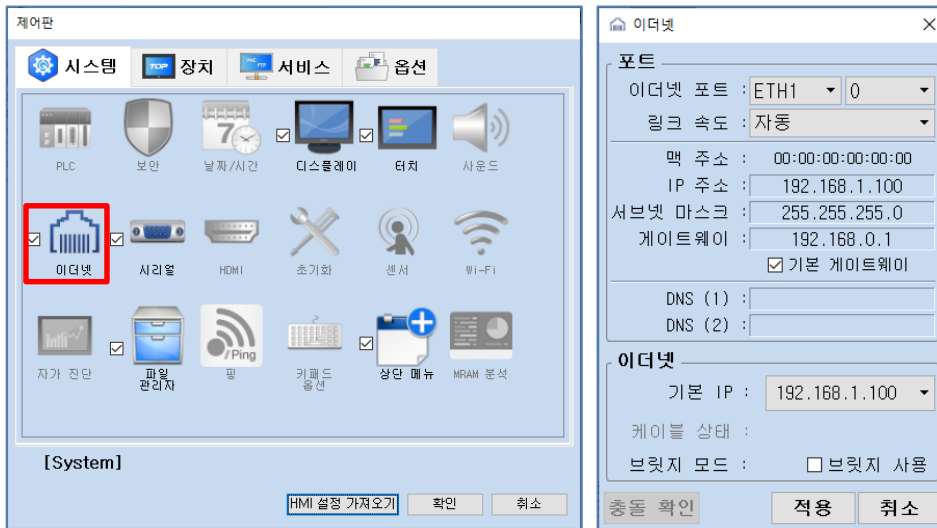 제어판
시스템 장치 서비스 옵션
PLC 보안 날짜/시간 디스플레이 터치 사운드
이더넷 시리얼 HDMI 초기화 센서 Wi-Fi
/Ping
자가 진단 파일 관리자 핑 키패드 옵션 상단 메뉴 MRAM 분석
[System]
HMI 설정 가져오기 확인 취소
이더넷
포트
이더넷 포트 : ETH1 0
링크 속도 : 자동
맥 주소 : 00:00:00:00:00:00
IP 주소 : 192.168.1.100
서브넷 마스크 : 255.255.255.0
게이트웨이 : 192.168.0.1
기본 게이트웨이
DNS (1) :
DNS (2) :
이더넷
기본 IP : 192.168.1.100
케이블 상태 :
브릿지 모드 : 브릿지 사용
충돌 확인 적용 취소